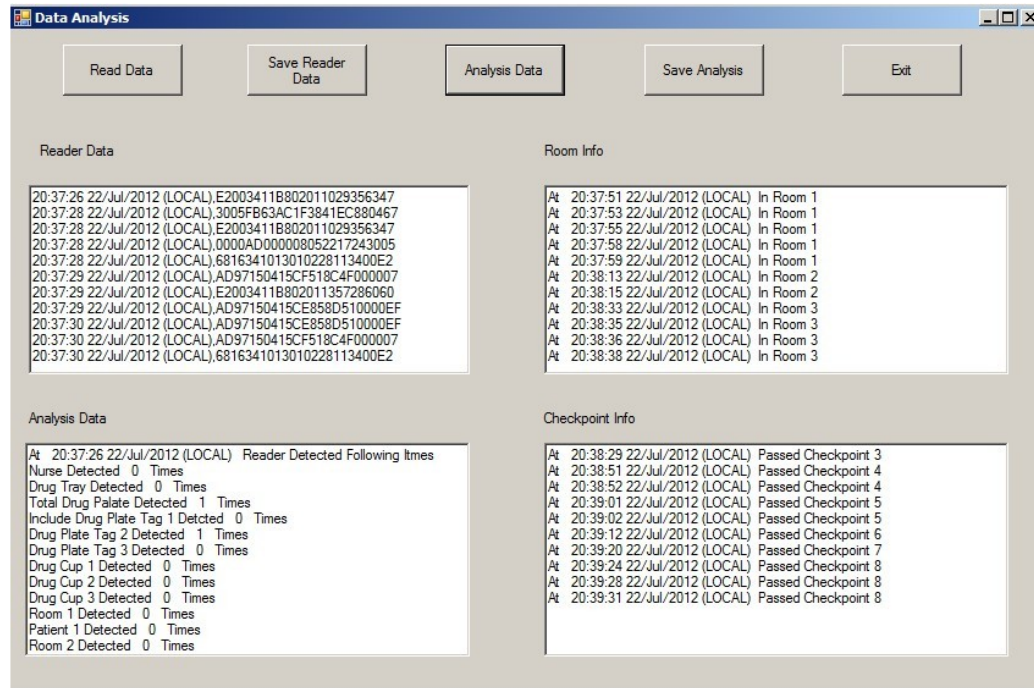 Data Analysis
Read Data
Save Reader
Data
Analysis Data
Save Analysis
Exit
Reader Data
20:37:26 22/Jul/2012 (LOCAL),E2003411B802011029356347
20:37:28 22/Jul/2012 (LOCAL),3005FB63AC1F3841EC880467
20:37:28 22/Jul/2012 (LOCAL),E2003411B802011029356347
20:37:28 22/Jul/2012 (LOCAL),0000AD000008052217243005
20:37:28 22/Jul/2012 (LOCAL),6816341013010228113400E2
20:37:29 22/Jul/2012 (LOCAL),AD97150415CF518C4F000007
20:37:29 22/Jul/2012 (LOCAL),E2003411B802011357286060
20:37:29 22/Jul/2012 (LOCAL),AD97150415CE858D510000EF
20:37:30 22/Jul/2012 (LOCAL),AD97150415CE858D510000EF
20:37:30 22/Jul/2012 (LOCAL),AD97150415CF518C4F000007
20:37:30 22/Jul/2012 (LOCAL),6816341013010228113400E2
Room Info
At 20:37:51 22/Jul/2012 (LOCAL) In Room 1
At 20:37:53 22/Jul/2012 (LOCAL) In Room 1
At 20:37:55 22/Jul/2012 (LOCAL) In Room 1
At 20:37:58 22/Jul/2012 (LOCAL) In Room 1
At 20:37:59 22/Jul/2012 (LOCAL) In Room 1
At 20:38:13 22/Jul/2012 (LOCAL) In Room 2
At 20:38:15 22/Jul/2012 (LOCAL) In Room 2
At 20:38:33 22/Jul/2012 (LOCAL) In Room 3
At 20:38:35 22/Jul/2012 (LOCAL) In Room 3
At 20:38:36 22/Jul/2012 (LOCAL) In Room 3
At 20:38:38 22/Jul/2012 (LOCAL) In Room 3
Analysis Data
At 20:37:26 22/Jul/2012 (LOCAL) Reader Detected Following Itmes
Nurse Detected 0 Times
Drug Tray Detected 0 Times
Total Drug Palate Detected 1 Times
Include Drug Plate Tag 1 Detcted 0 Times
Drug Plate Tag 2 Detected 1 Times
Drug Plate Tag 3 Detected 0 Times
Drug Cup 1 Detected 0 Times
Drug Cup 2 Detected 0 Times
Drug Cup 3 Detected 0 Times
Room 1 Detected 0 Times
Patient 1 Detected 0 Times
Room 2 Detected 0 Times
Checkpoint Info
At 20:38:29 22/Jul/2012 (LOCAL) Passed Checkpoint 3
At 20:38:51 22/Jul/2012 (LOCAL) Passed Checkpoint 4
At 20:38:52 22/Jul/2012 (LOCAL) Passed Checkpoint 4
At 20:39:01 22/Jul/2012 (LOCAL) Passed Checkpoint 5
At 20:39:02 22/Jul/2012 (LOCAL) Passed Checkpoint 5
At 20:39:12 22/Jul/2012 (LOCAL) Passed Checkpoint 6
At 20:39:20 22/Jul/2012 (LOCAL) Passed Checkpoint 7
At 20:39:24 22/Jul/2012 (LOCAL) Passed Checkpoint 8
At 20:39:28 22/Jul/2012 (LOCAL) Passed Checkpoint 8
At 20:39:31 22/Jul/2012 (LOCAL) Passed Checkpoint 8